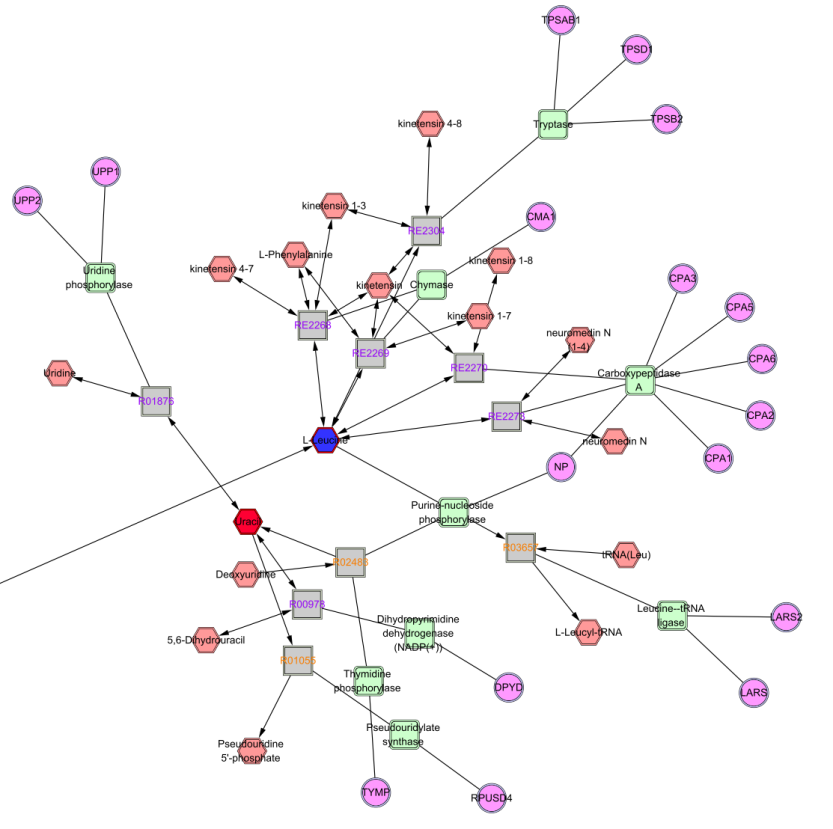 TPSAB1
TPSD1
TPSB2
Tryptase
kinetensin 4-8
UPP1
UPP2
kinetensin 1-3
CMA1
RE2304
L-Phenylalanine
kinetensin 4-7
kinetensin
Chymase
kinetensin 1-8
Uridine
phosphorylase
CPA3
CPA5
kinetensin 1-7
RE2268
RE2269
RE2270
neuromedin N
(1-4)
CPA6
Carboxypeptidase
A
Uridine
R01876
RE2273
CPA2
L-Leucine
neuromedin N
CPA1
NP
Purine-nucleoside
phosphorylase
Uracil
R03657
tRNA(Leu)
Deoxyuridine
R02483
R00978
Leucine--tRNA
ligase
LARS2
5,6-Dihydrouracil
Dihydropyrimidine
dehydrogenase
(NADP(+))
L-Leucyl-tRNA
R01055
Thymidine
phosphorylase
DPYD
LARS
Pseudouridylate
synthase
Pseudouridine
5'-phosphate
TYMP
RPUSD4